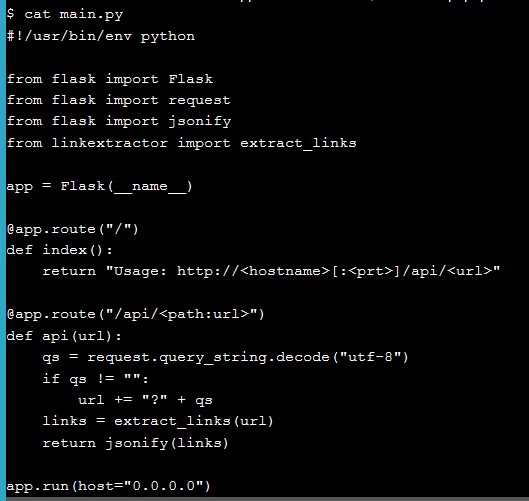 $ cat main.py
#!/usr/bin/env python
from flask import Flask
from flask import request
from flask import jsonify
from linkextractor import extract_links
app = Flask(__name__)
@app.route("/")
def index():
    return "Usage: http://<hostname>[:<prt>]/api/<url>"
@app.route("/api/<path:url>")
def api(url):
    qs = request.query_string.decode("utf-8")
    if qs != "":
        url += "?" + qs
    links = extract_links(url)
    return jsonify(links)
app.run(host="0.0.0.0")